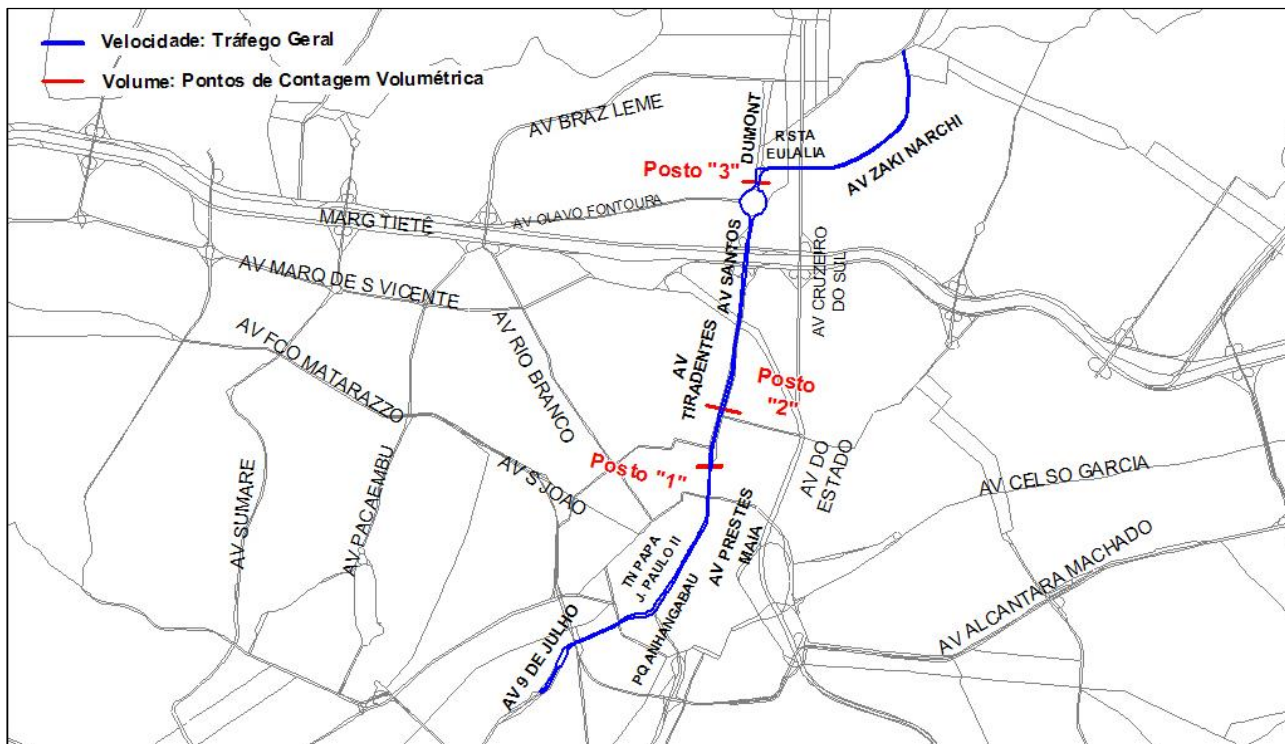 Velocidade: Tráfego Geral
Volume: Pontos de Contagem Volumétrica
AV BRAZ LEME
DUMONT
R STA
EULALIA
AV ZAKI NARCHI
Posto "3"
AV OLAVO FONTOURA
MARG TIETÊ
AV SANTOS
AV CRUZEIRO
DO SUL
AV MARQ DE S VICENTE
AV FCO MATARAZZO
AV RIO BRANCO
AV
TIRADENTES
Posto
"2"
Posto "1"
AV S JOAO
AV SUMARE
AV PACAEMBU
AV DO
ESTADO
AV CELSO GARCIA
AV PRESTES
MAIA
TN PAPA
J. PAULO II
AV ALCANTARA MACHADO
AV 9 DE JULHO
PQ ANHANGABAU